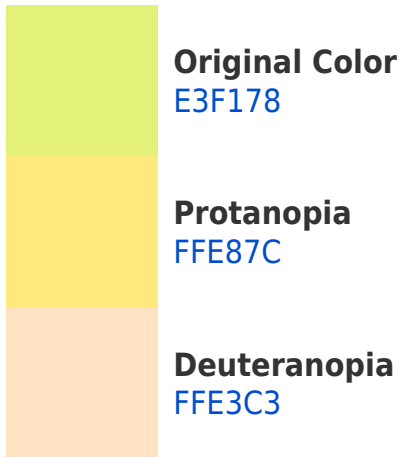 Original Color
E3F178
Protanopia
FFE87C
Deuteranopia
FFE3C3